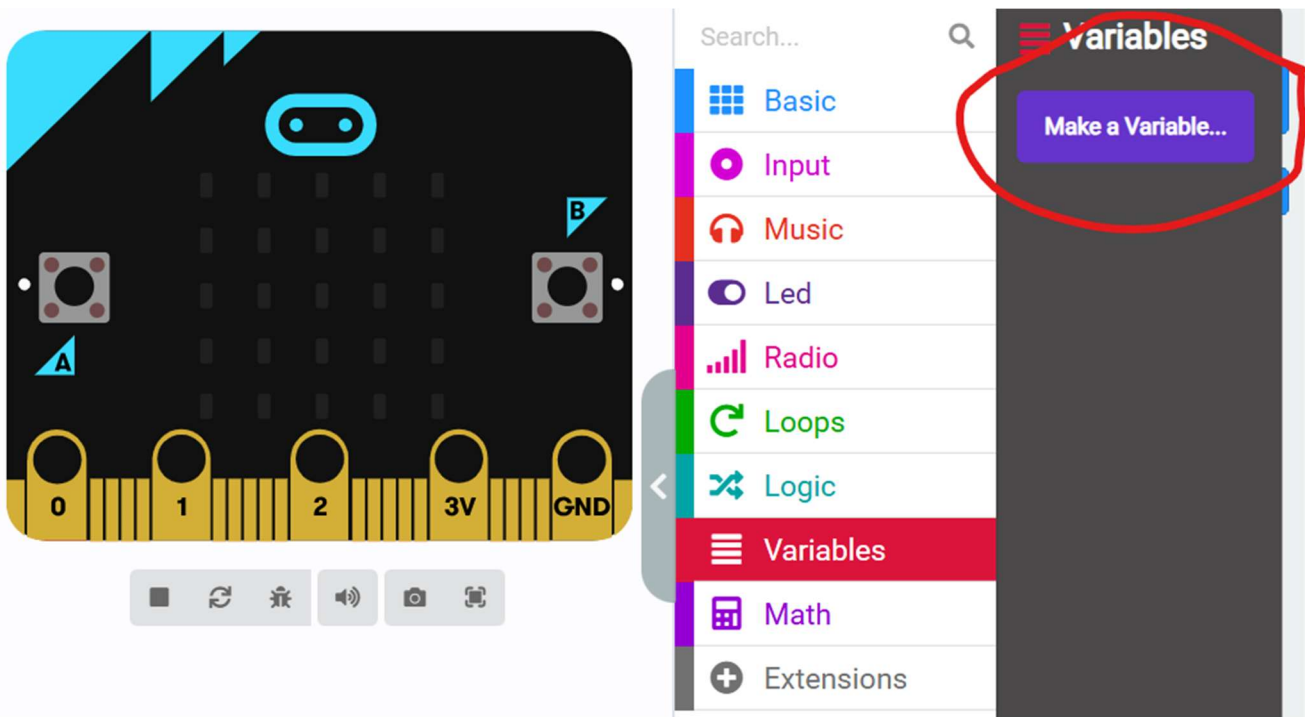 B
A
0
1
2
3V
GND
Search...
Basic
Input
Music
Led
Radio
Loops
Logic
Variables
Math
Extensions
Variables
Make a Variable...